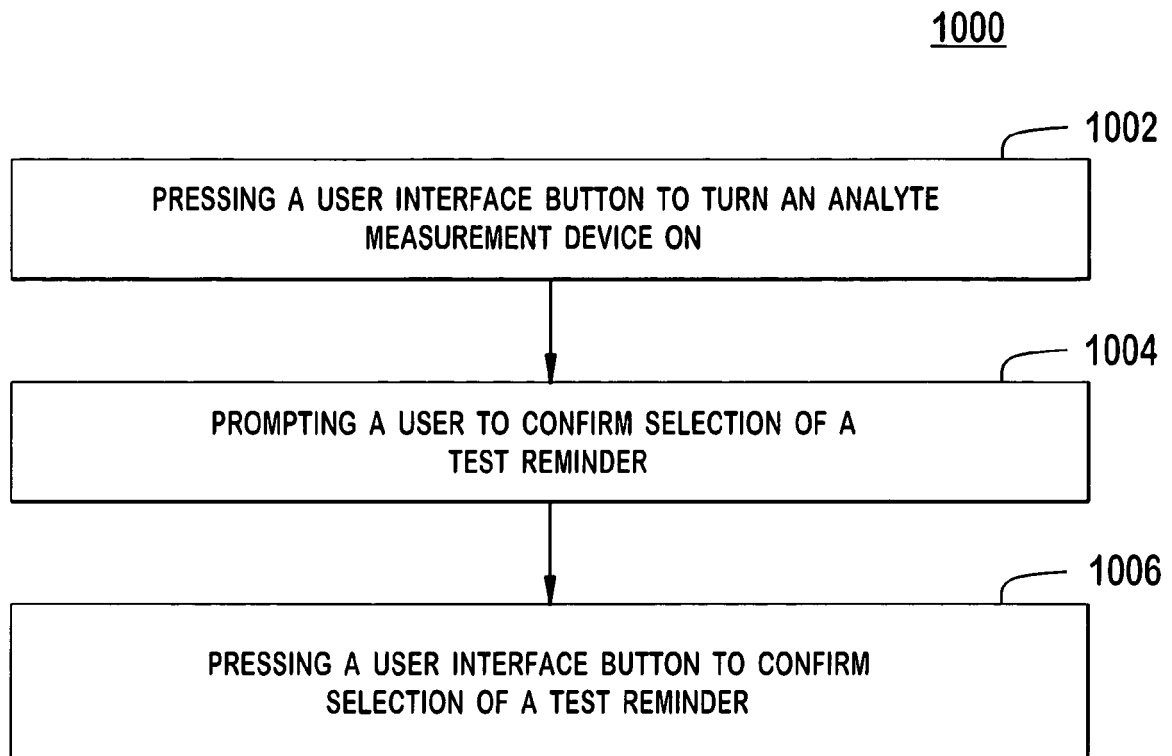 1000
1002
PRESSING A USER INTERFACE BUTTON TO TURN AN ANALYTE
MEASUREMENT DEVICE ON
1004
PROMPTING A USER TO CONFIRM SELECTION OF A
TEST REMINDER
1006
PRESSING A USER INTERFACE BUTTON TO CONFIRM
SELECTION OF A TEST REMINDER